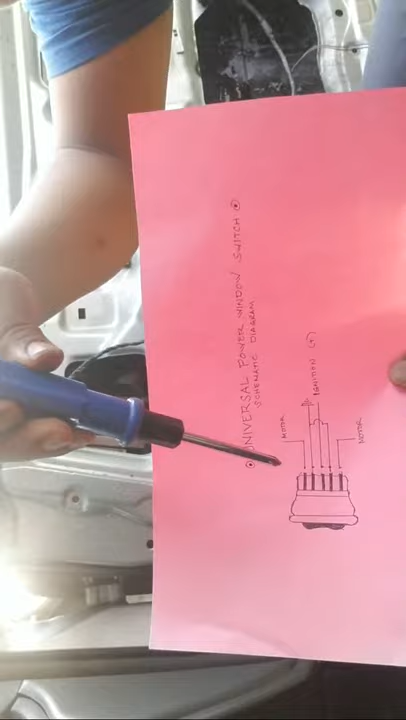 ⊙ UNIVERSAL POWER WINDOW SWITCH ⊙
SCHEMATIC DIAGRAM
MOTOR
IGNITION (+)
MOTOR